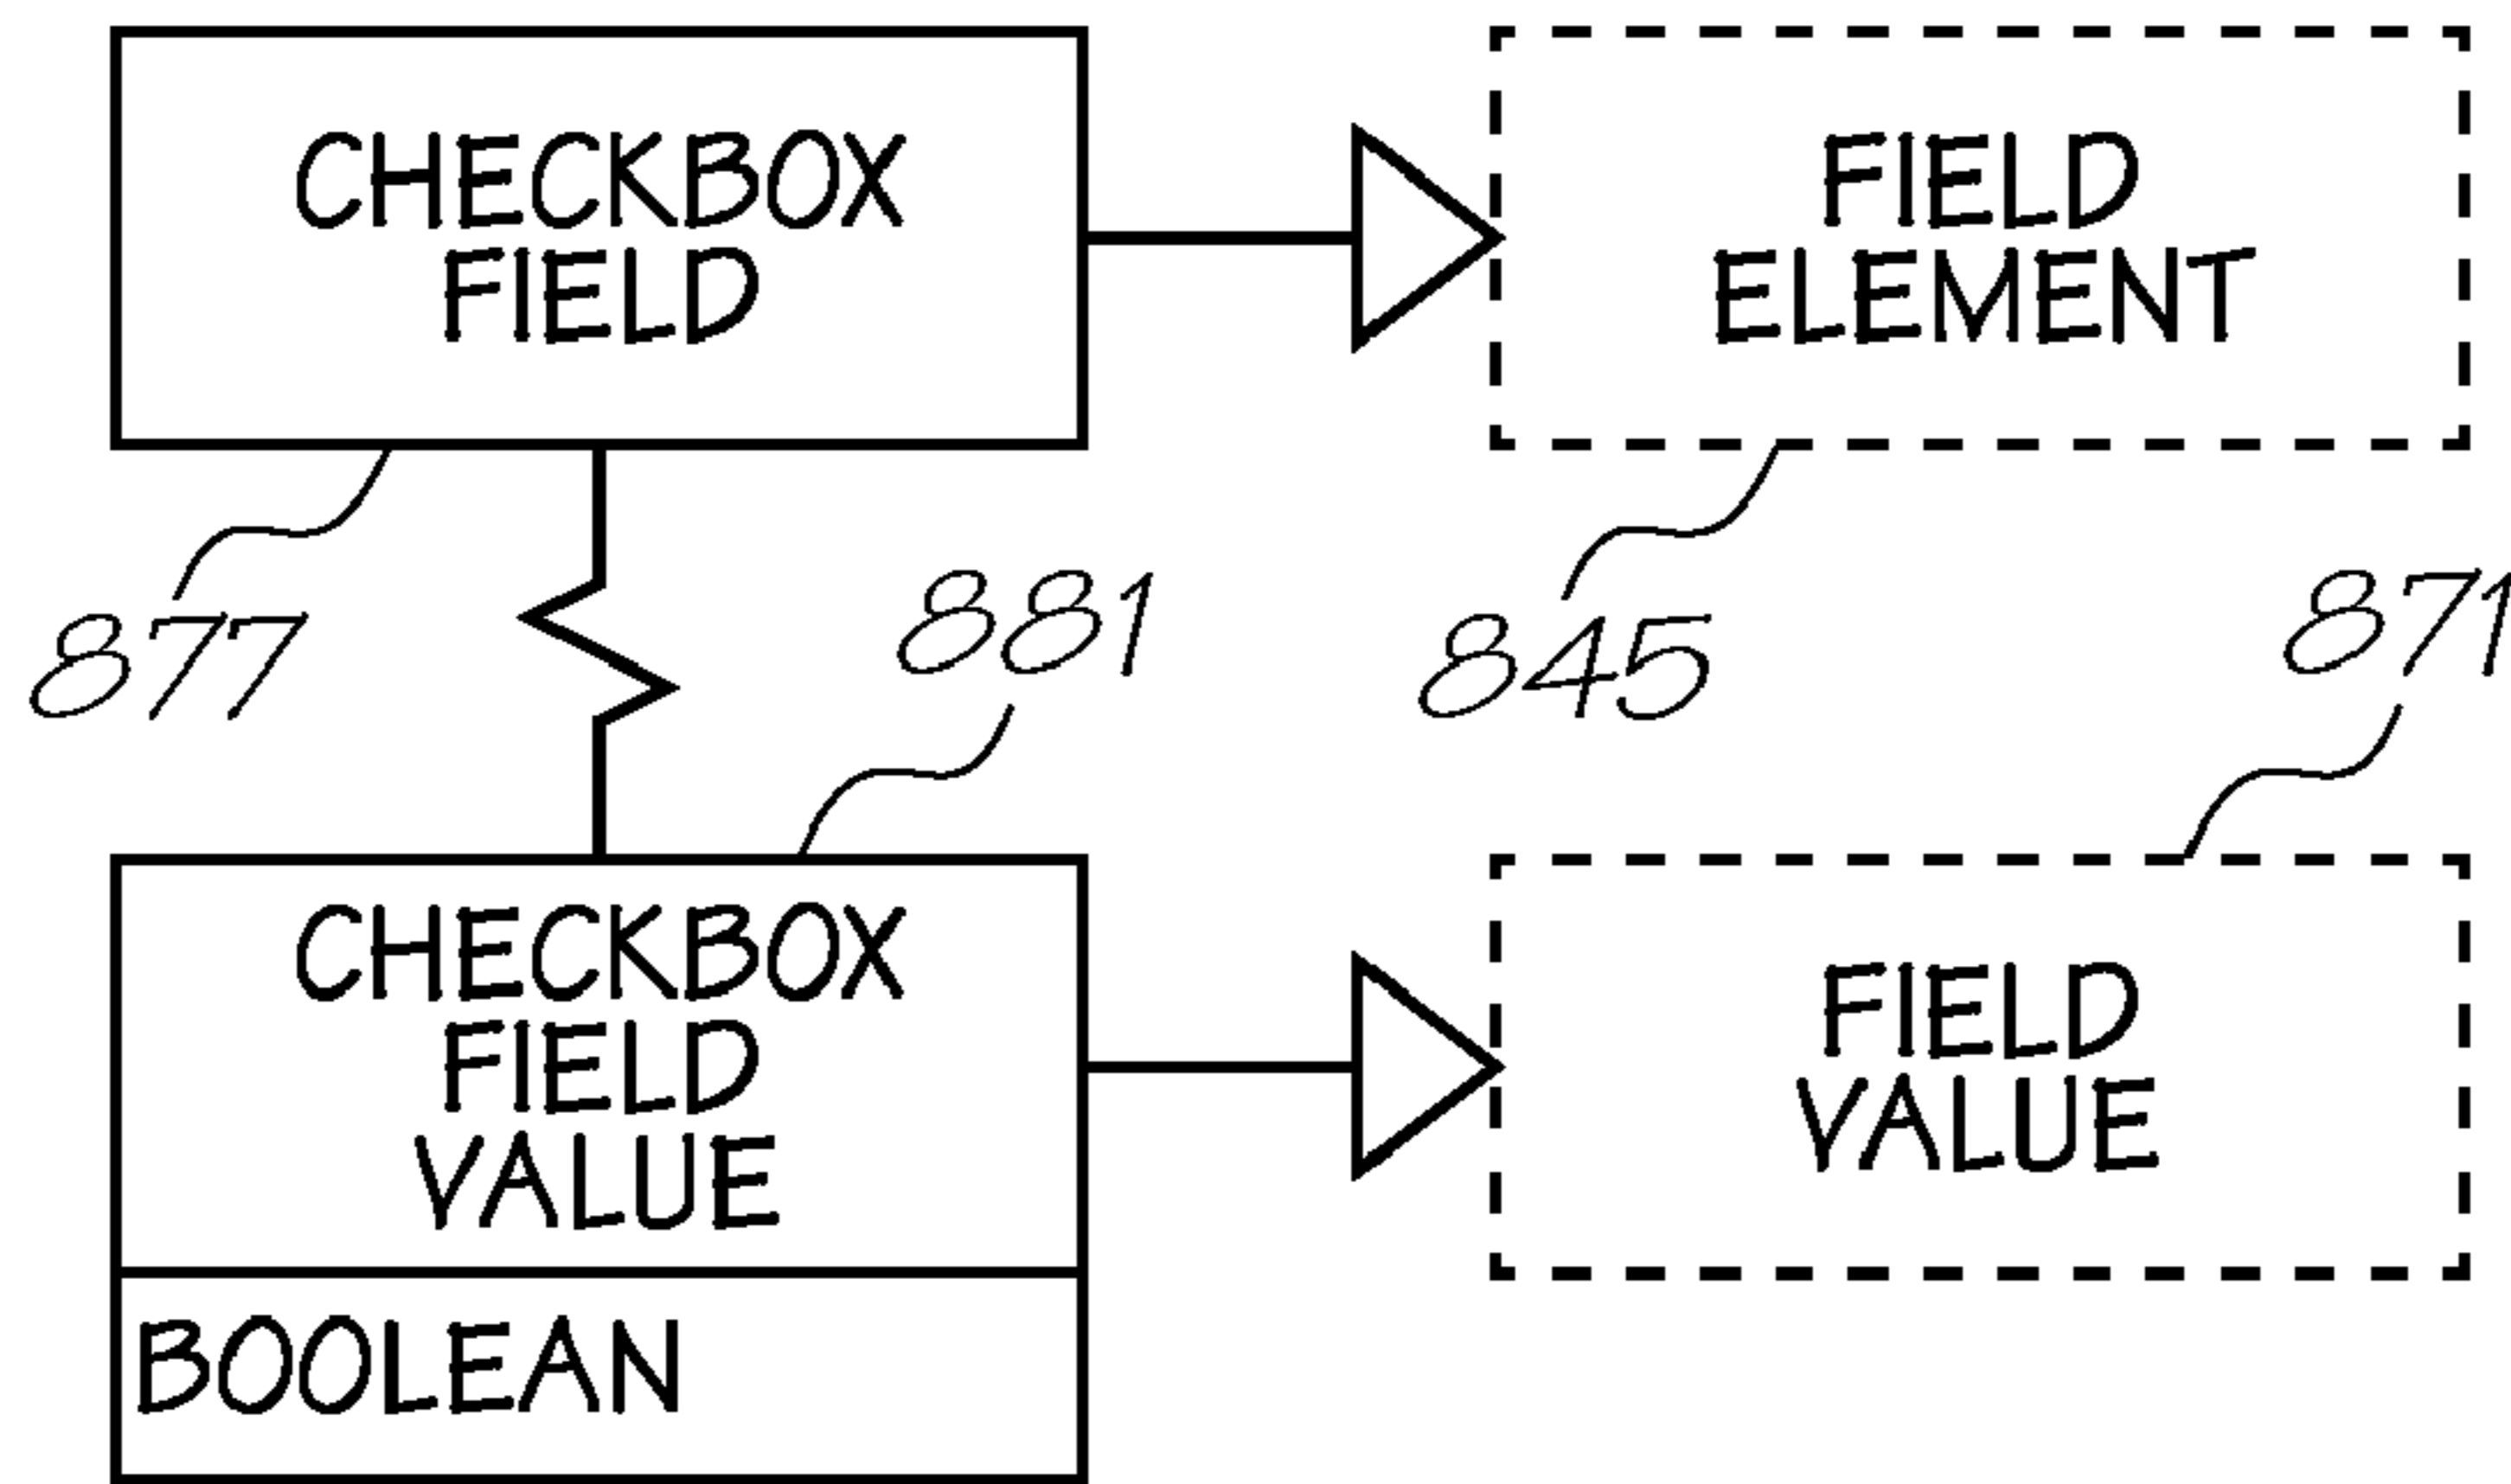 CHECKBOX
FIELD
FIELD
ELEMENT
877
881
845
871
CHECKBOX
FIELD
VALUE
FIELD
VALUE
BOOLEAN